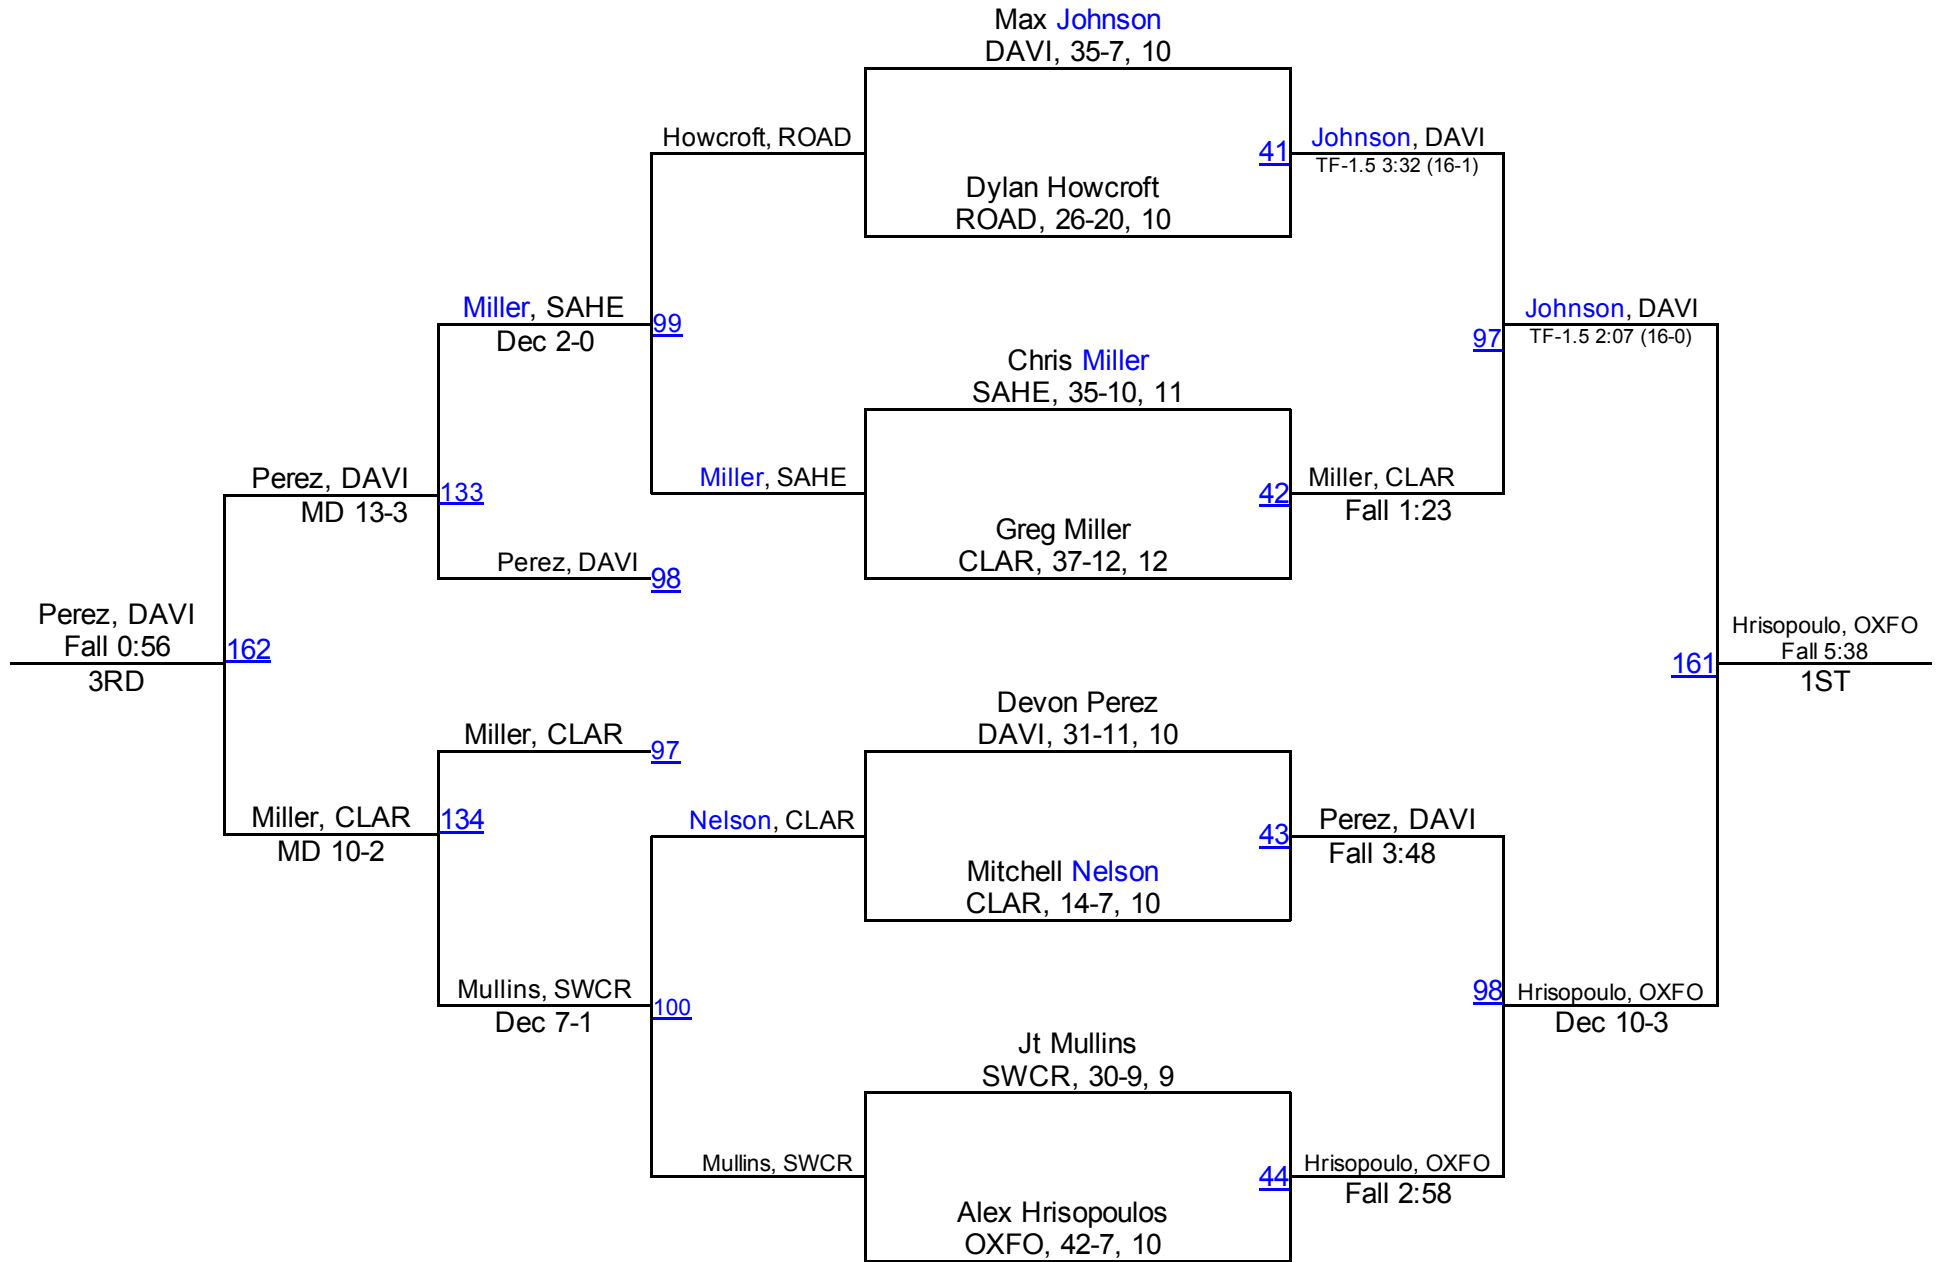 Max Johnson
DAVI, 35-7, 10
Howcroft, ROAD
41
Johnson, DAVI
TF-1.5 3:32 (16-1)
Dylan Howcroft
ROAD, 26-20, 10
Miller, SAHE
Dec 2-0
99
Johnson, DAVI
TF-1.5 2:07 (16-0)
97
Chris Miller
SAHE, 35-10, 11
Perez, DAVI
MD 13-3
133
Miller, SAHE
42
Miller, CLAR
Fall 1:23
Greg Miller
CLAR, 37-12, 12
Perez, DAVI
98
Perez, DAVI
Fall 0:56
3RD
162
161
Hrisopoulo, OXFO
Fall 5:38
1ST
Devon Perez
DAVI, 31-11, 10
Miller, CLAR
97
Miller, CLAR
MD 10-2
134
Nelson, CLAR
43
Perez, DAVI
Fall 3:48
Mitchell Nelson
CLAR, 14-7, 10
Mullins, SWCR
Dec 7-1
100
98
Hrisopoulo, OXFO
Dec 10-3
Jt Mullins
SWCR, 30-9, 9
Mullins, SWCR
44
Hrisopoulo, OXFO
Fall 2:58
Alex Hrisopoulos
OXFO, 42-7, 10